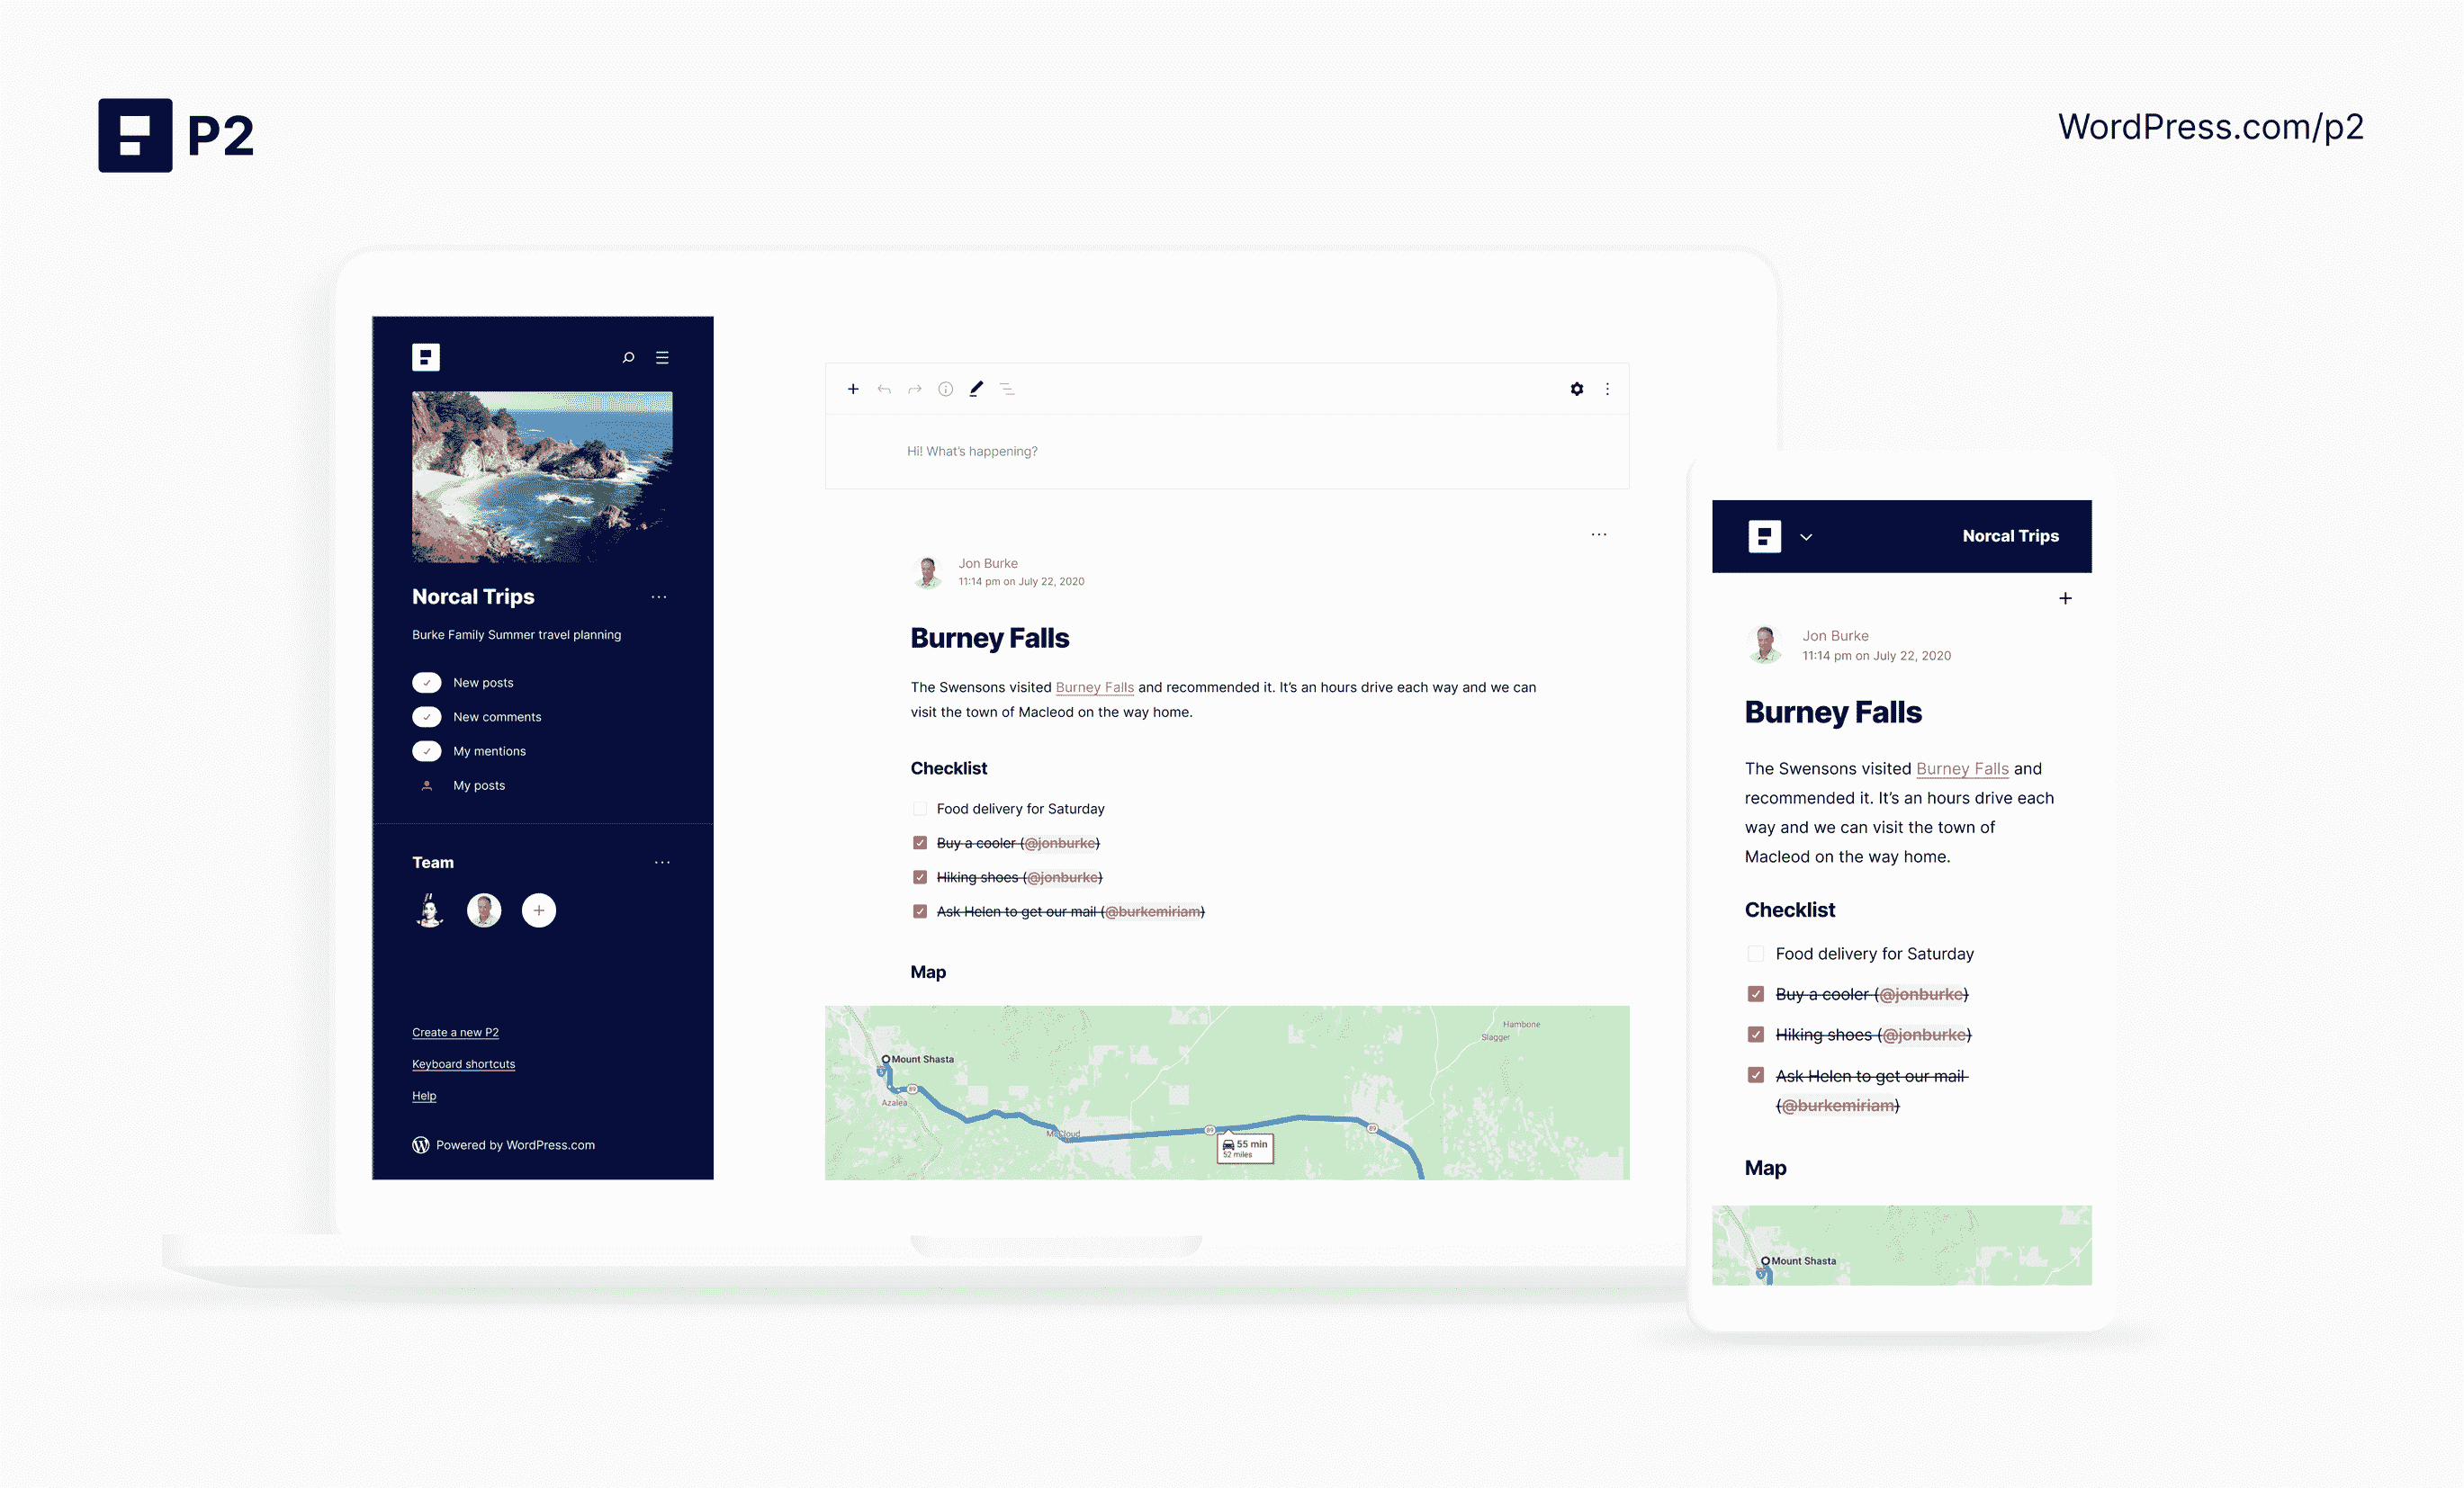 P2
WordPress.com/p2
Norcal Trips
Burke Family Summer travel planning
New posts
New comments
My mentions
My posts
Team
Create a new P2
Keyboard shortcuts
Help
Powered by WordPress.com
Hi! What's happening?
Jon Burke
11:14 pm on July 22, 2020
Burney Falls
The Swensons visited Burney Falls and recommended it. It's an hours drive each way and we can
visit the town of Macleod on the way home.
Checklist
Food delivery for Saturday
Buy a cooler (@jonburke)
Hiking shoes (@jonburke)
Ask Helen to get our mail (@burkemiriam)
Map
Hambone
Slagger
Mount Shasta
5
89
Azalea
McCloud
89
89
55 min
52 miles
Norcal Trips
Jon Burke
11:14 pm on July 22, 2020
Burney Falls
The Swensons visited Burney Falls and
recommended it. It's an hours drive each
way and we can visit the town of
Macleod on the way home.
Checklist
Food delivery for Saturday
Buy a cooler (@jonburke)
Hiking shoes (@jonburke)
Ask Helen to get our mail
(@burkemiriam)
Map
Mount Shasta
5